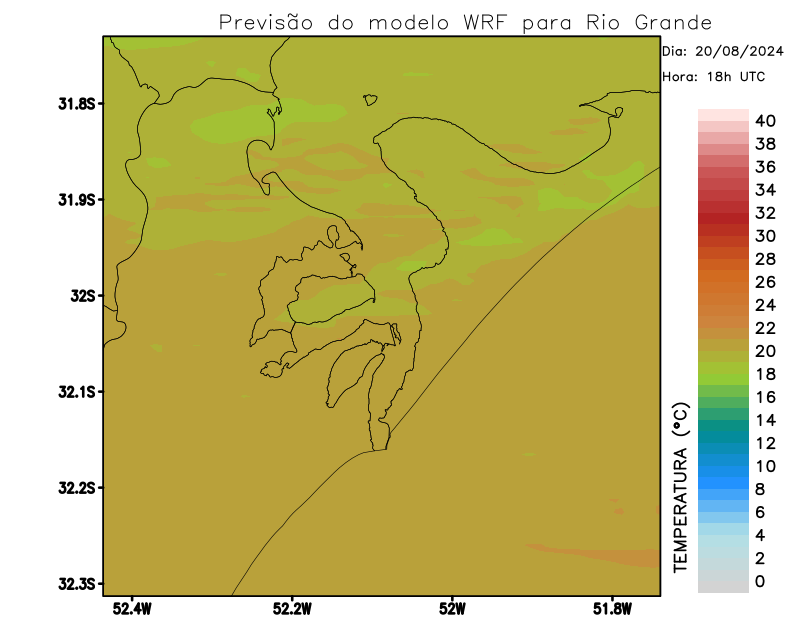 Previsão do modelo WRF para Rio Grande
Dia: 20/08/2024
Hora: 18h UTC
31.8S
31.9S
32S
32.1S
32.2S
32.3S
52.4W
52.2W
52W
51.8W
TEMPERATURA (°C)
40
38
36
34
32
30
28
26
24
22
20
18
16
14
12
10
8
6
4
2
0